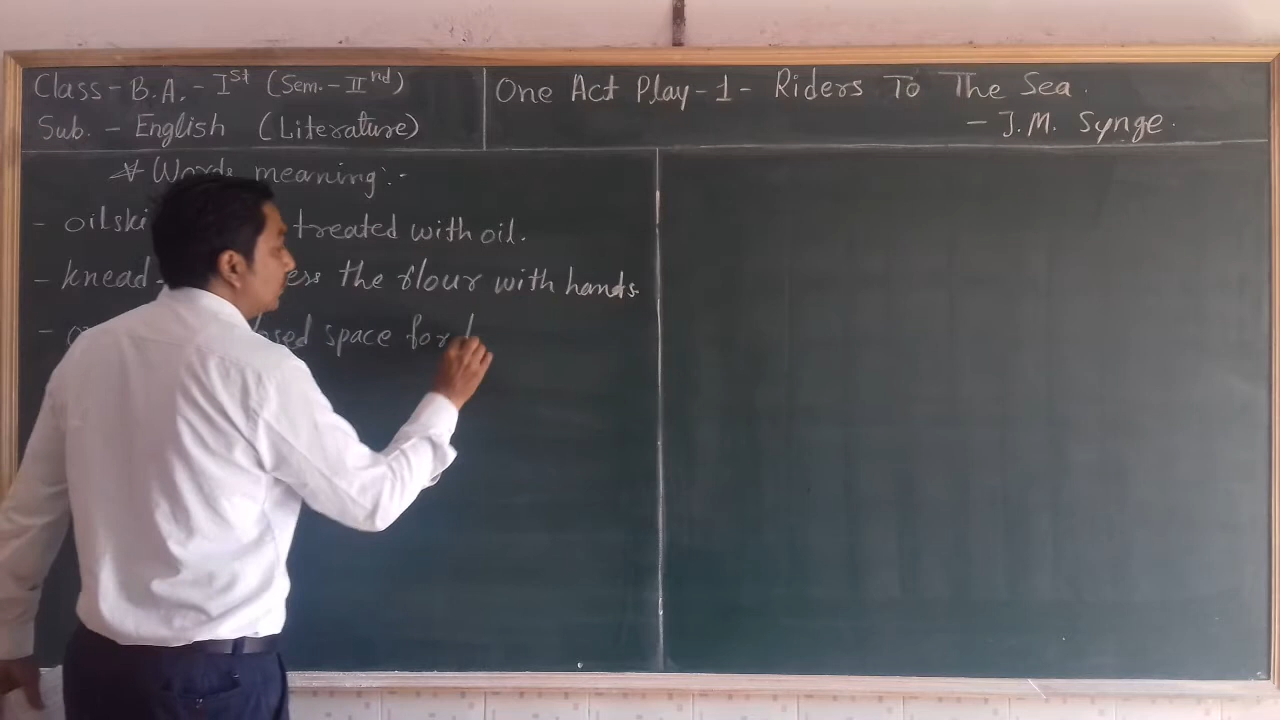 Class - B.A. - Ist (Sem. - IInd)
Sub. - English (Literature)
One Act Play - 1 - Riders To The Sea.
- J.M. Synge.
Words meaning :-
- treated with oil.
- knead - the flour with hands
- space for